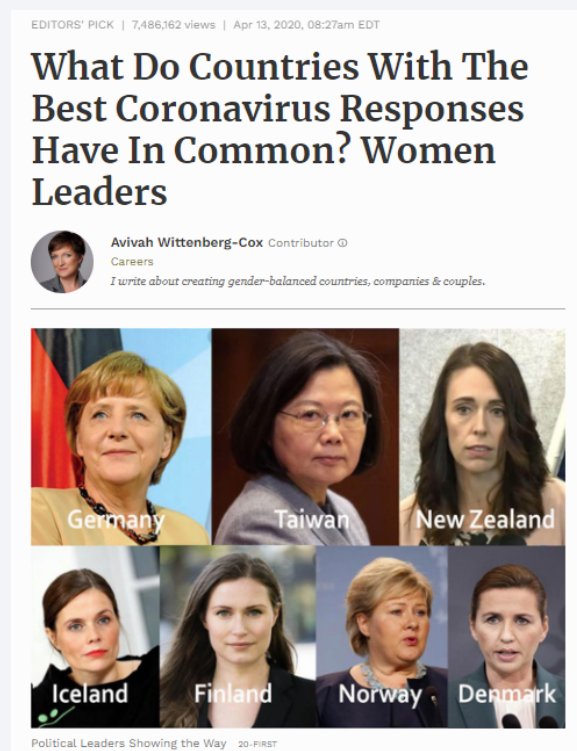 EDITORS' PICK | 7,486,162 views | Apr 13, 2020, 08:27am EDT
What Do Countries With The
Best Coronavirus Responses
Have In Common? Women
Leaders
Avivah Wittenberg-Cox Contributor ⓘ
Careers
I write about creating gender-balanced countries, companies & couples.
Germany Taiwan New Zealand
Iceland Finland Norway Denmark
Political Leaders Showing the Way 20-FIRST